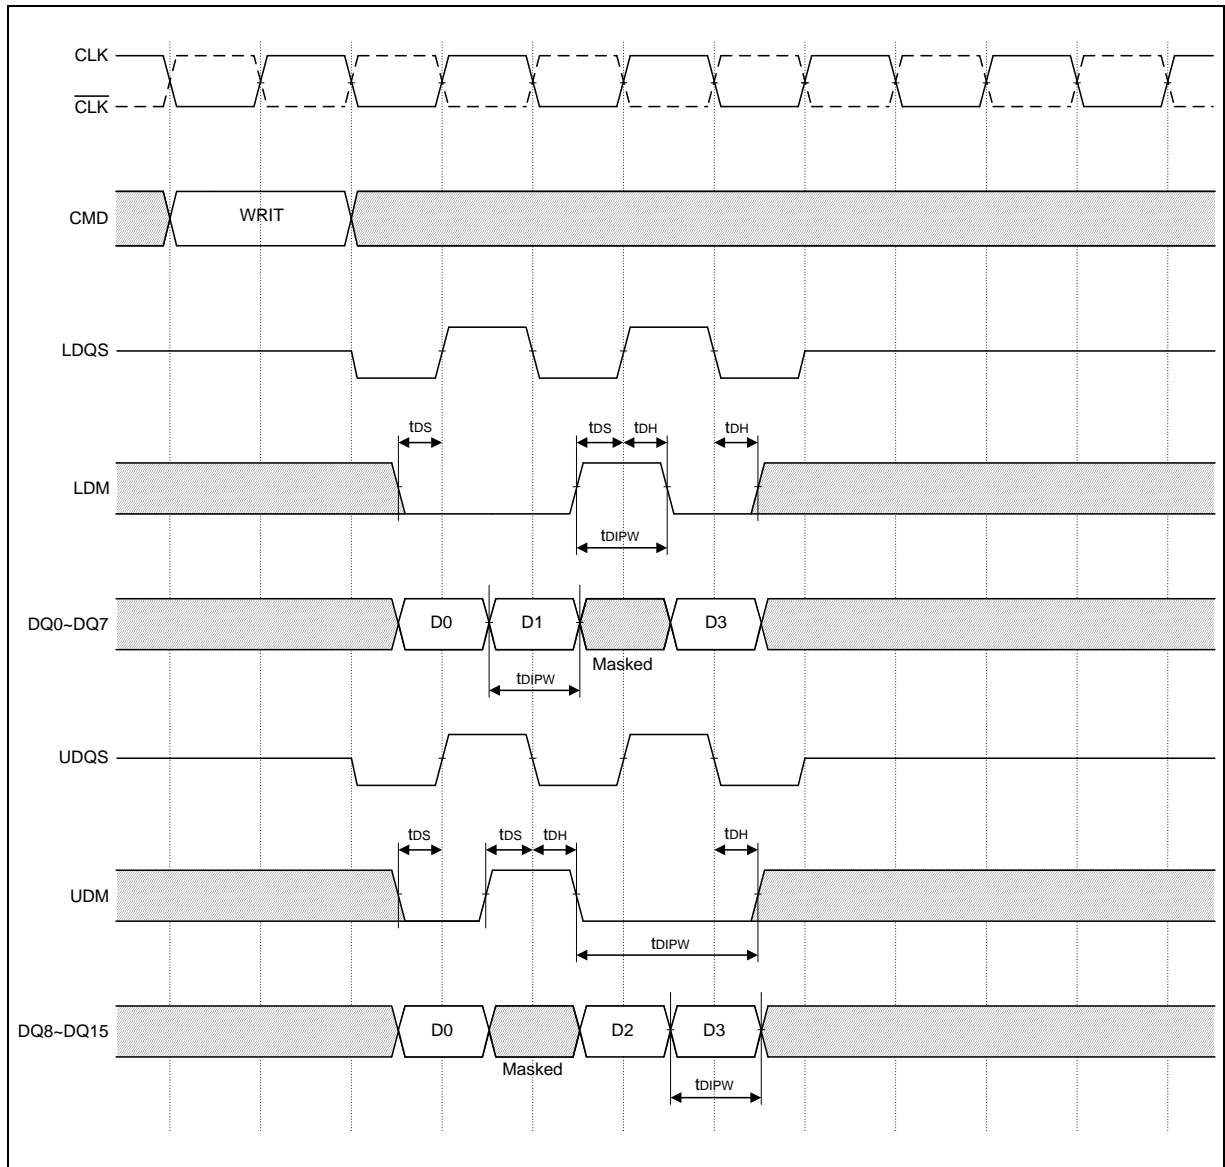 CLK
CLK
CMD
WRIT
LDQS
tDS
tDS
tDH
tDH
LDM
tDIPW
DQ0~DQ7
D0
D1
D3
Masked
tDIPW
UDQS
tDS
tDS
tDH
tDH
UDM
tDIPW
DQ8~DQ15
D0
D2
D3
Masked
tDIPW